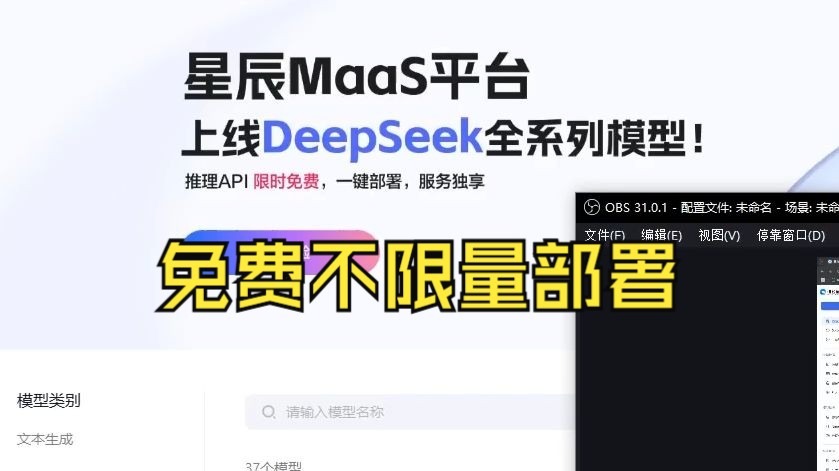 星辰MaaS平台
上线DeepSeek全系列模型！
推理API 限时免费，一键部署，服务独享
OBS 31.0.1 - 配置文件: 未命名 - 场景: 未命
文件(F) 编辑(E) 视图(V) 停靠窗口(D)
免费不限量部署
模型类别
请输入模型名称
文本生成
37个模型